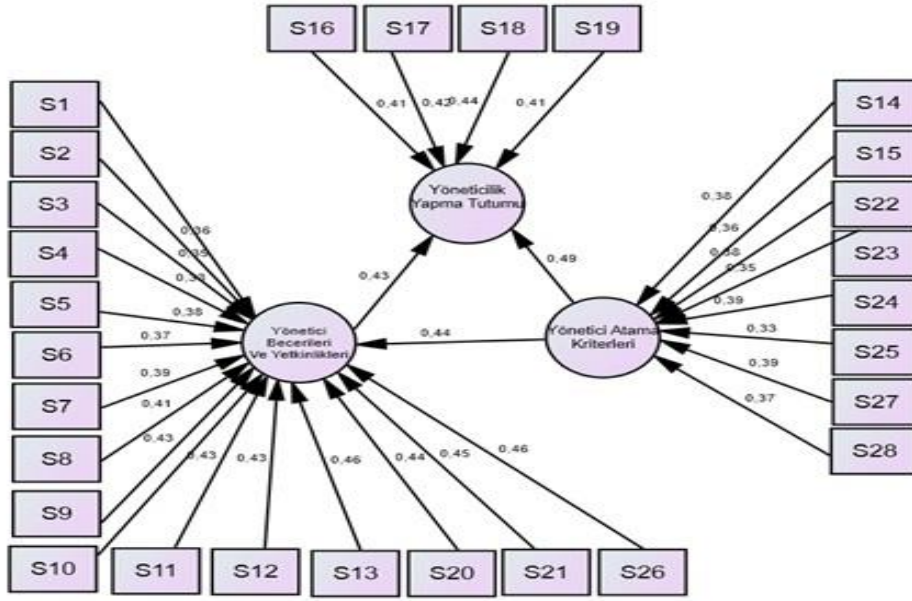 S16
S17
S18
S19
0,41
0,42
0,44
0,41
S1
S2
S3
S4
S5
S6
S7
S8
S9
S10
S14
S15
S22
S23
S24
S25
S27
S28
Yöneticilik
Yapma Tutumu
0,36
0,35
0,38
0,37
0,39
0,41
0,43
0,38
0,36
0,38
0,35
0,39
0,33
0,39
0,37
0,43
0,49
0,44
Yönetici
Becerileri
Ve Yetkinlikleri
Yönetici Atama
Kriterleri
0,43
0,43
0,46
0,44
0,45
0,46
S11
S12
S13
S20
S21
S26